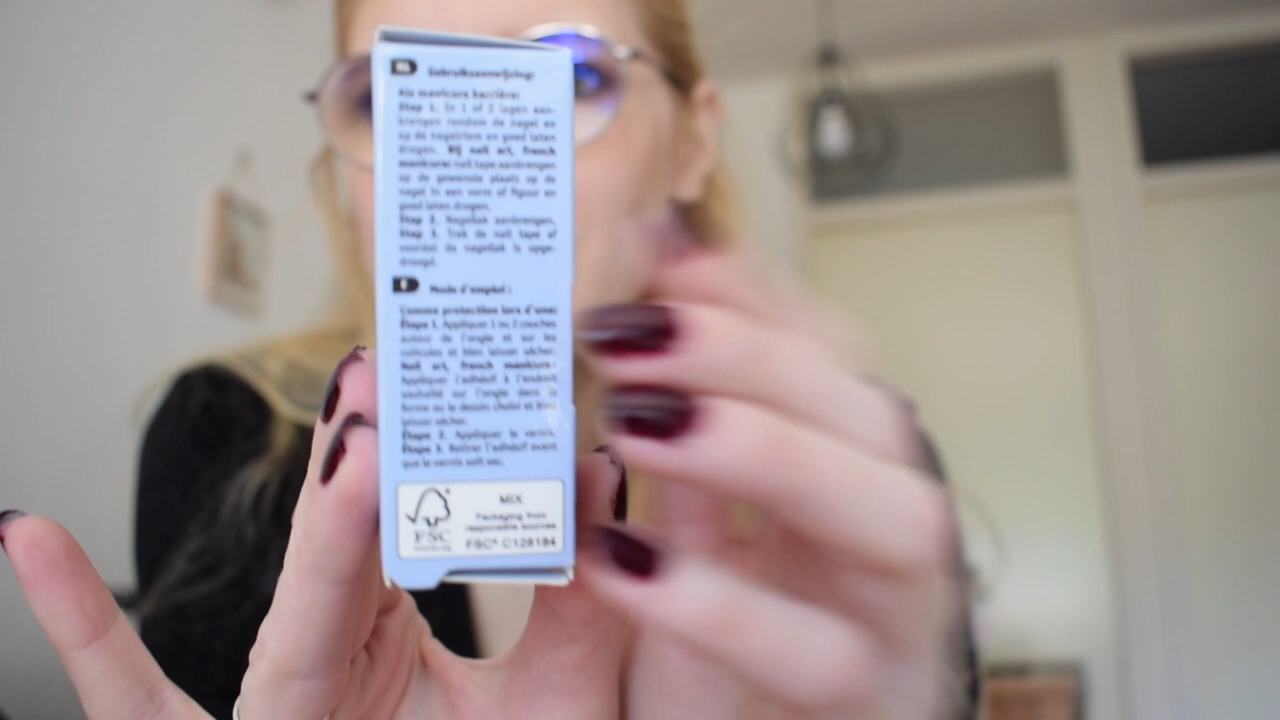 NL Gebruiksaanwijzing:
Als manicure barrière:
Stap 1. In 1 of 2 lagen aan-
brengen rondom de nagel en
op de nagelriem en goed laten
drogen. Bij nail art, french
manicure: nail tape aanbrengen
op de gewenste plaats op de
nagel in een vorm of figuur en
goed laten drogen.
Stap 2. Nagellak aanbrengen.
Stap 3. Trek de nail tape af
voordat de nagellak is opge-
droogd.
F Mode d'emploi :
Comme protection lors d'une:
Étape 1. Appliquer 1 ou 2 couches
autour de l'ongle et sur les
cuticules et bien laisser sécher.
Nail art, french manicure:
Appliquer l'adhésif à l'endroit
souhaité sur l'ongle dans la
forme ou le dessin choisi et bien
laisser sécher.
Étape 2. Appliquer le vernis.
Étape 3. Retirer l'adhésif avant
que le vernis soit sec.
MIX
Packaging from
responsible sources
FSC® C128184
FSC